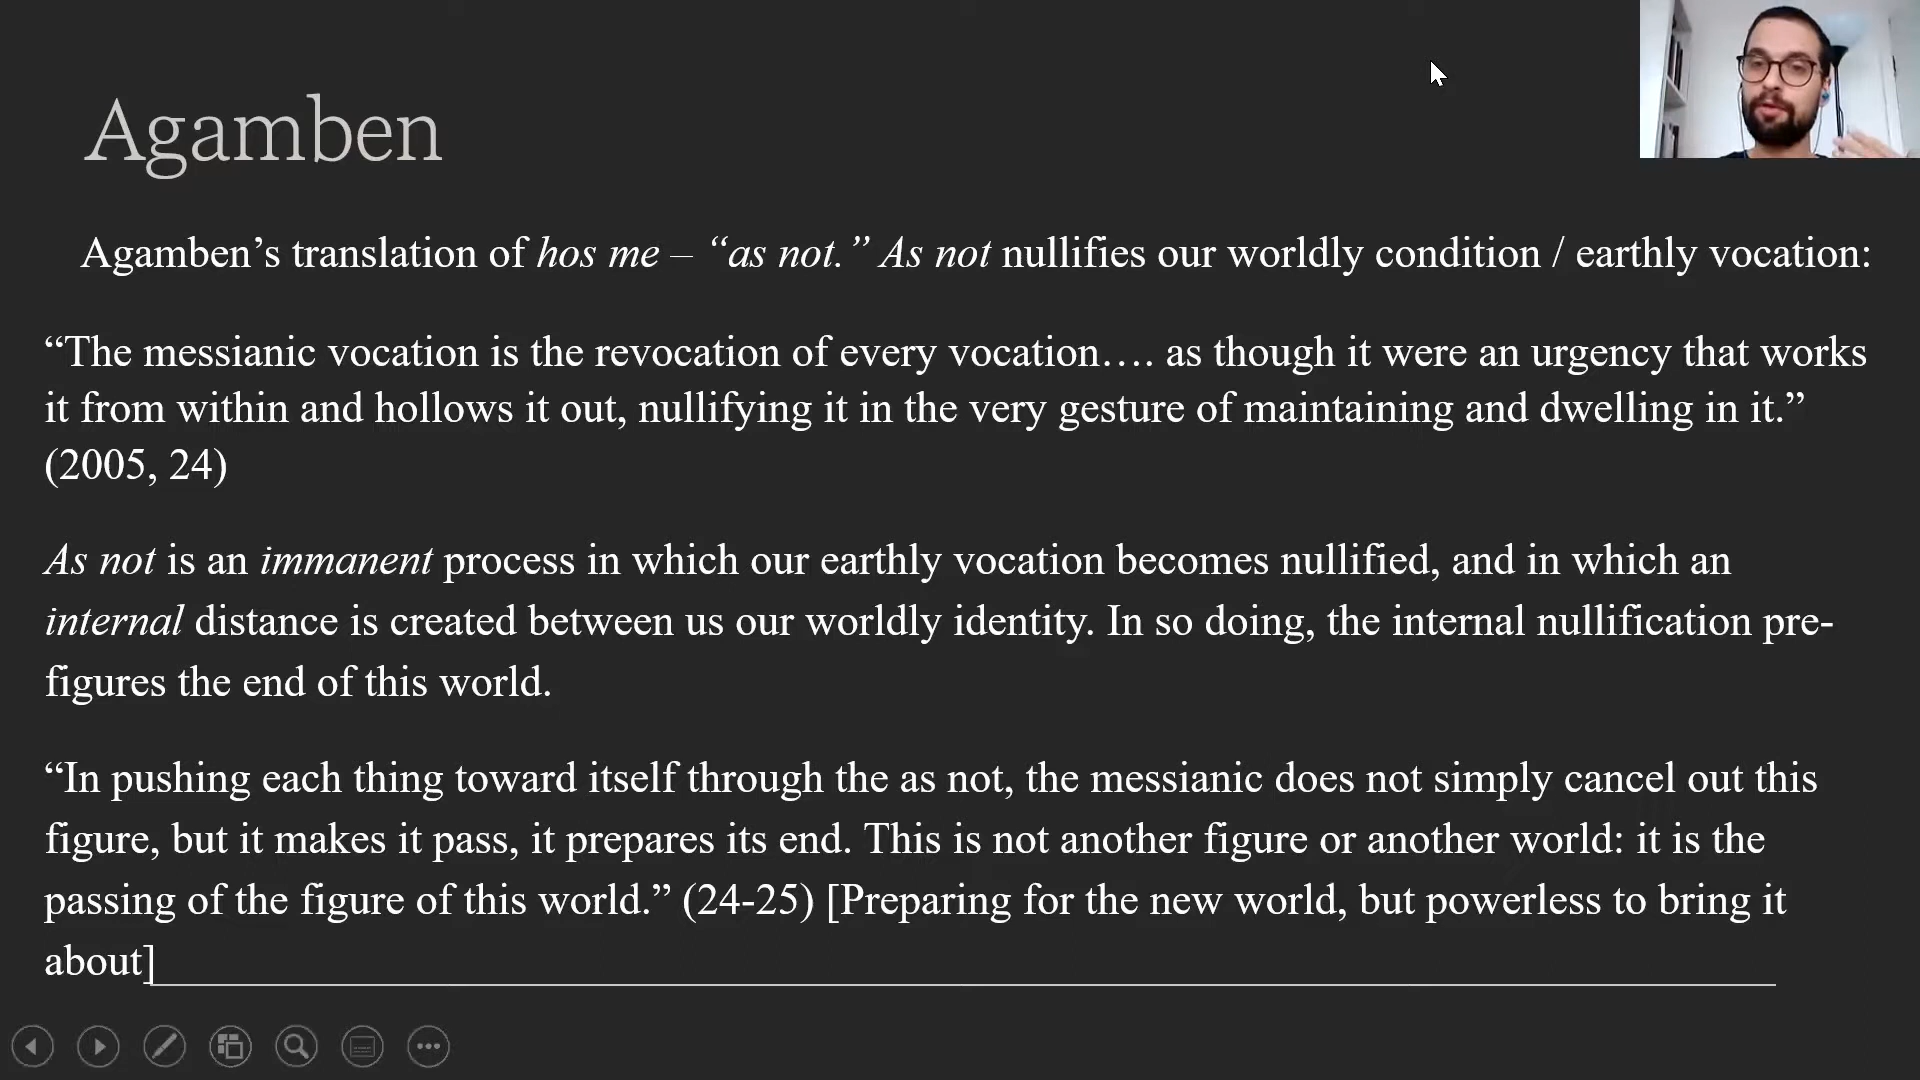 Agamben
Agamben’s translation of hos me – “as not.” As not nullifies our worldly condition / earthly vocation:
“The messianic vocation is the revocation of every vocation…. as though it were an urgency that works
it from within and hollows it out, nullifying it in the very gesture of maintaining and dwelling in it.”
(2005, 24)
As not is an immanent process in which our earthly vocation becomes nullified, and in which an
internal distance is created between us our worldly identity. In so doing, the internal nullification pre-
figures the end of this world.
“In pushing each thing toward itself through the as not, the messianic does not simply cancel out this
figure, but it makes it pass, it prepares its end. This is not another figure or another world: it is the
passing of the figure of this world.” (24-25) [Preparing for the new world, but powerless to bring it
about]